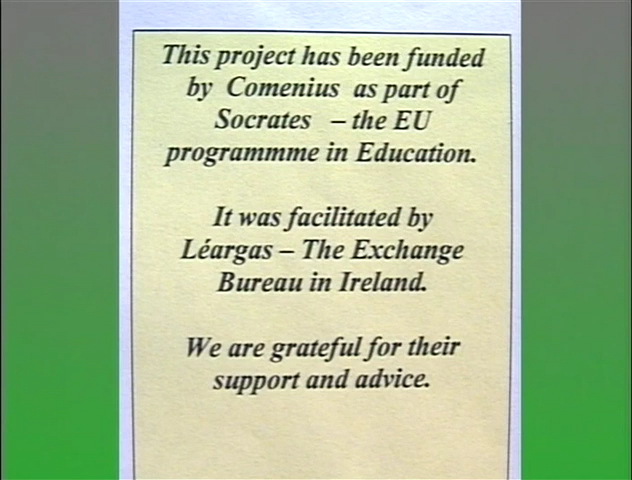 This project has been funded
by Comenius as part of
Socrates – the EU
programmme in Education.
It was facilitated by
Léargas – The Exchange
Bureau in Ireland.
We are grateful for their
support and advice.